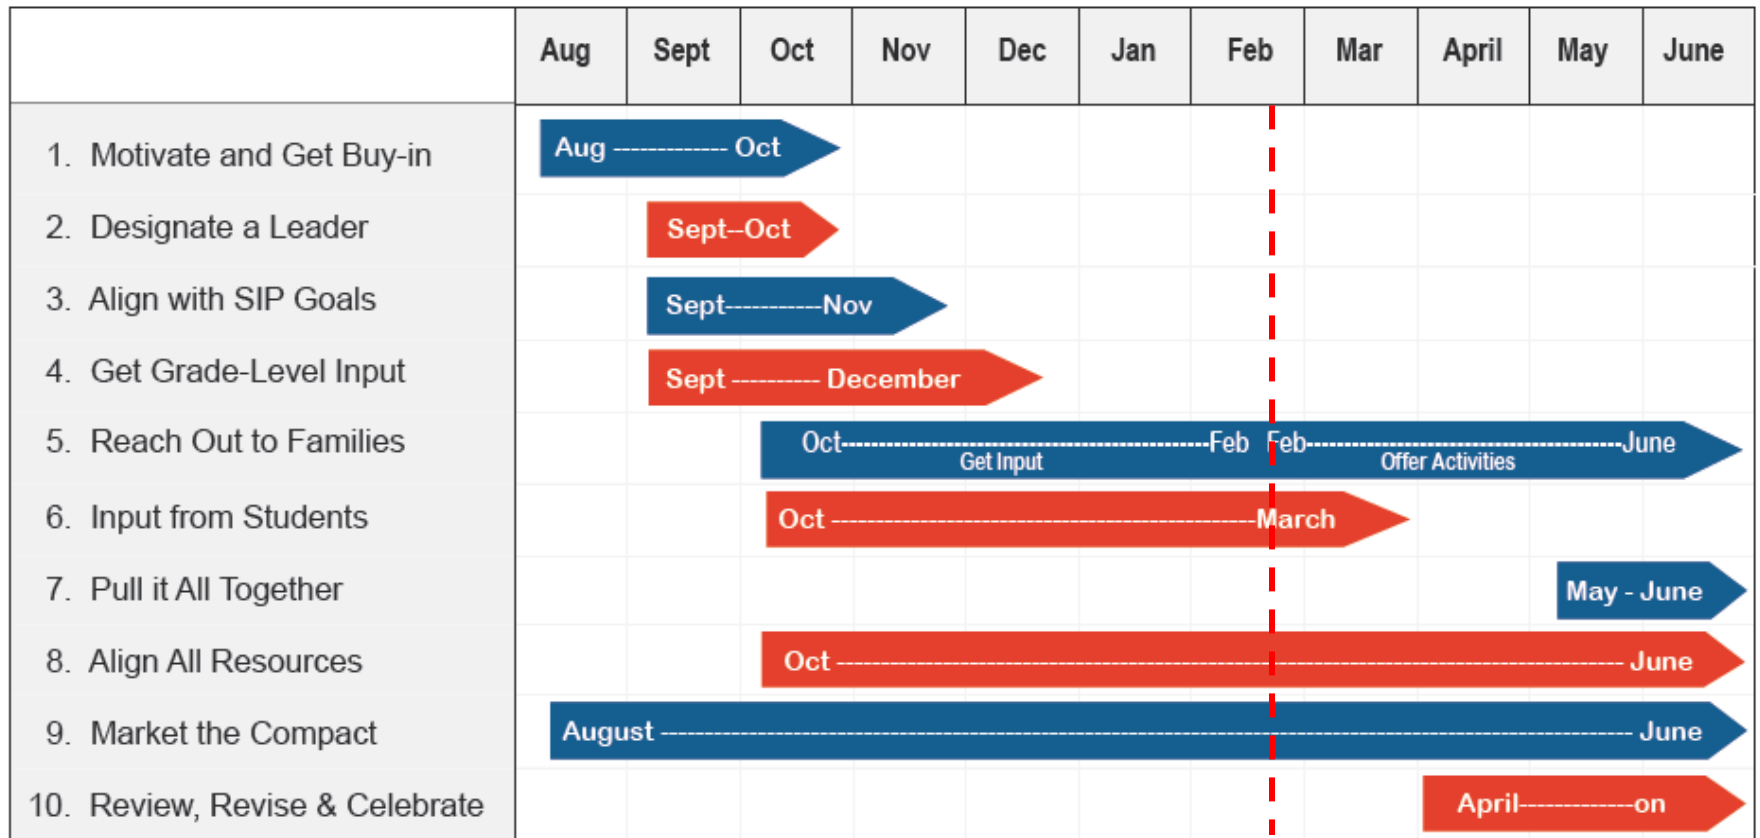 Aug Sept Oct Nov Dec Jan Feb Mar April May June
1. Motivate and Get Buy-in
Aug ------------- Oct
2. Designate a Leader
Sept--Oct
3. Align with SIP Goals
Sept-----------Nov
4. Get Grade-Level Input
Sept ---------- December
5. Reach Out to Families
Oct--------------------------------------------------Feb Feb-------------------------------------------June
Get Input Offer Activities
6. Input from Students
Oct ------------------------------------------------March
7. Pull it All Together
May - June
8. Align All Resources
Oct ------------------------------------------------------------------------------------------ June
9. Market the Compact
August -------------------------------------------------------------------------------------------------------------- June
10. Review, Revise & Celebrate
April-------------on